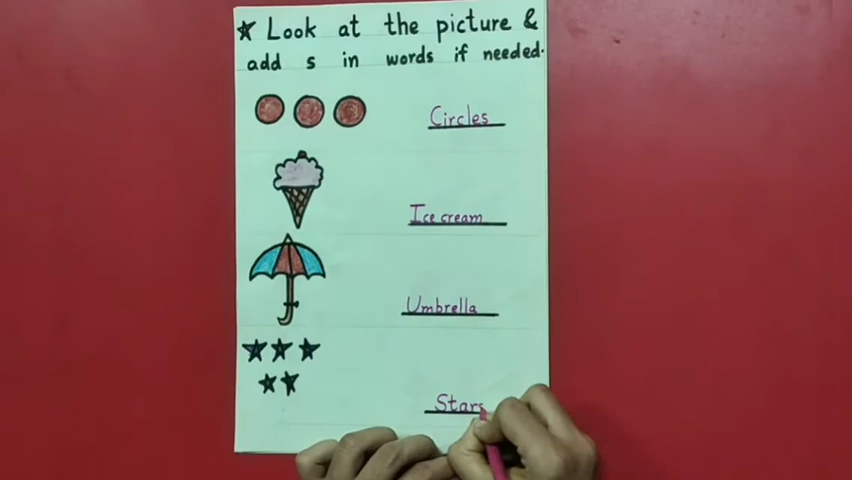 Look at the picture &
add s in words if needed.
Circles
Ice cream
Umbrella
Stars